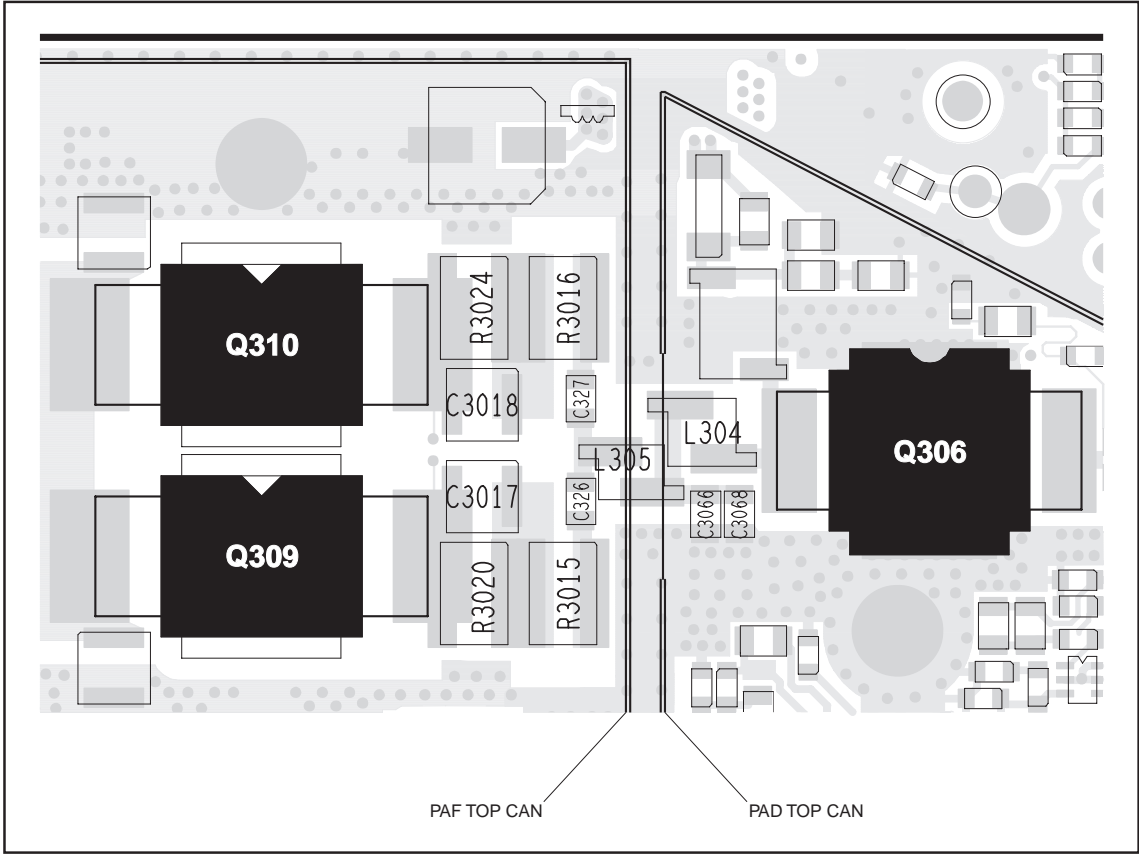 R3024
R3016
Q310
C3018
C327
L304
L305
Q306
C3017
C326
C3066
C3068
Q309
R3020
R3015
PAF TOP CAN
PAD TOP CAN